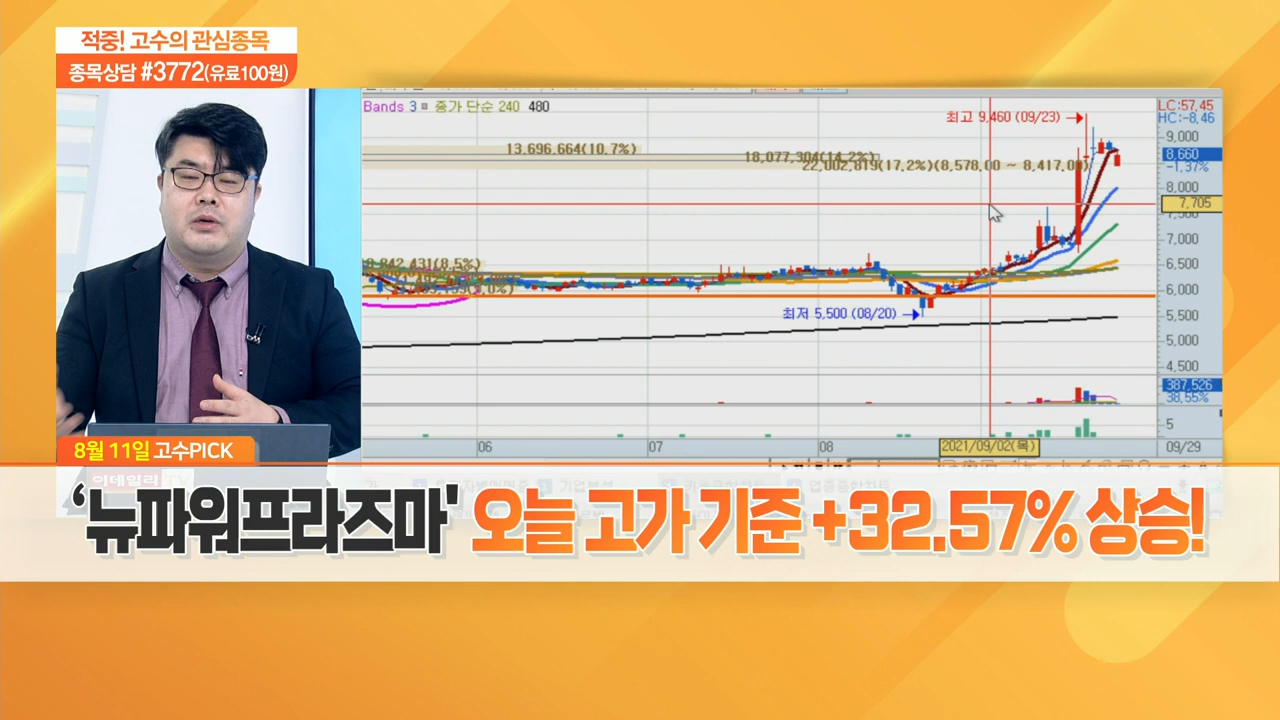 적중! 고수의 관심종목
종목상담 #3772(유료100원)
Bands 3 종가 단순 240 480
최고 9,460 (09/23)
LC:57,45
HC:-8,46
13,696,664(10.7%)
18,077,304(14.2%)
22,002,819(17.2%)(8,578.00 ~ 8,417.00)
9,000
8,660
-1.37%
8,000
7,705
7,500
7,000
6,500
6,000
5,500
5,000
4,500
최저 5,500 (08/20)
387,526
38,55%
5
06
07
08
2021/09/02(목)
09/29
8월 11일 고수PICK
이데일리
‘뉴파워프라즈마' 오늘 고가 기준 +32.57% 상승!